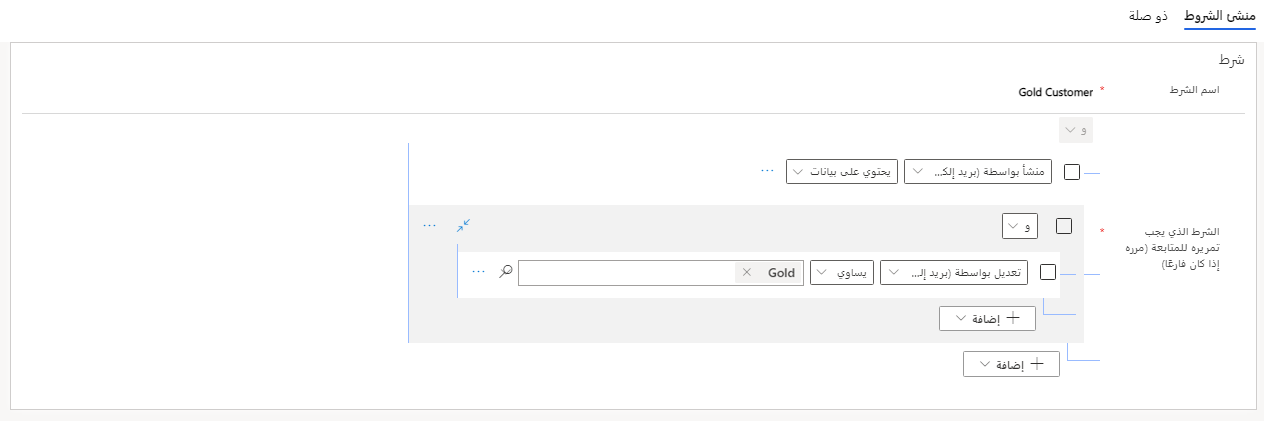 منشئ الشروط
ذو صلة
شرط
اسم الشرط
*
Gold Customer
و
منشأ بواسطة (بريد إلك...
يحتوي على بيانات
...
الشرط الذي يجب
تمريره للمتابعة (مرره
إذا كان فارغًا)
*
و
...
تعديل بواسطة (بريد إل...
يساوي
Gold
...
إضافة
إضافة